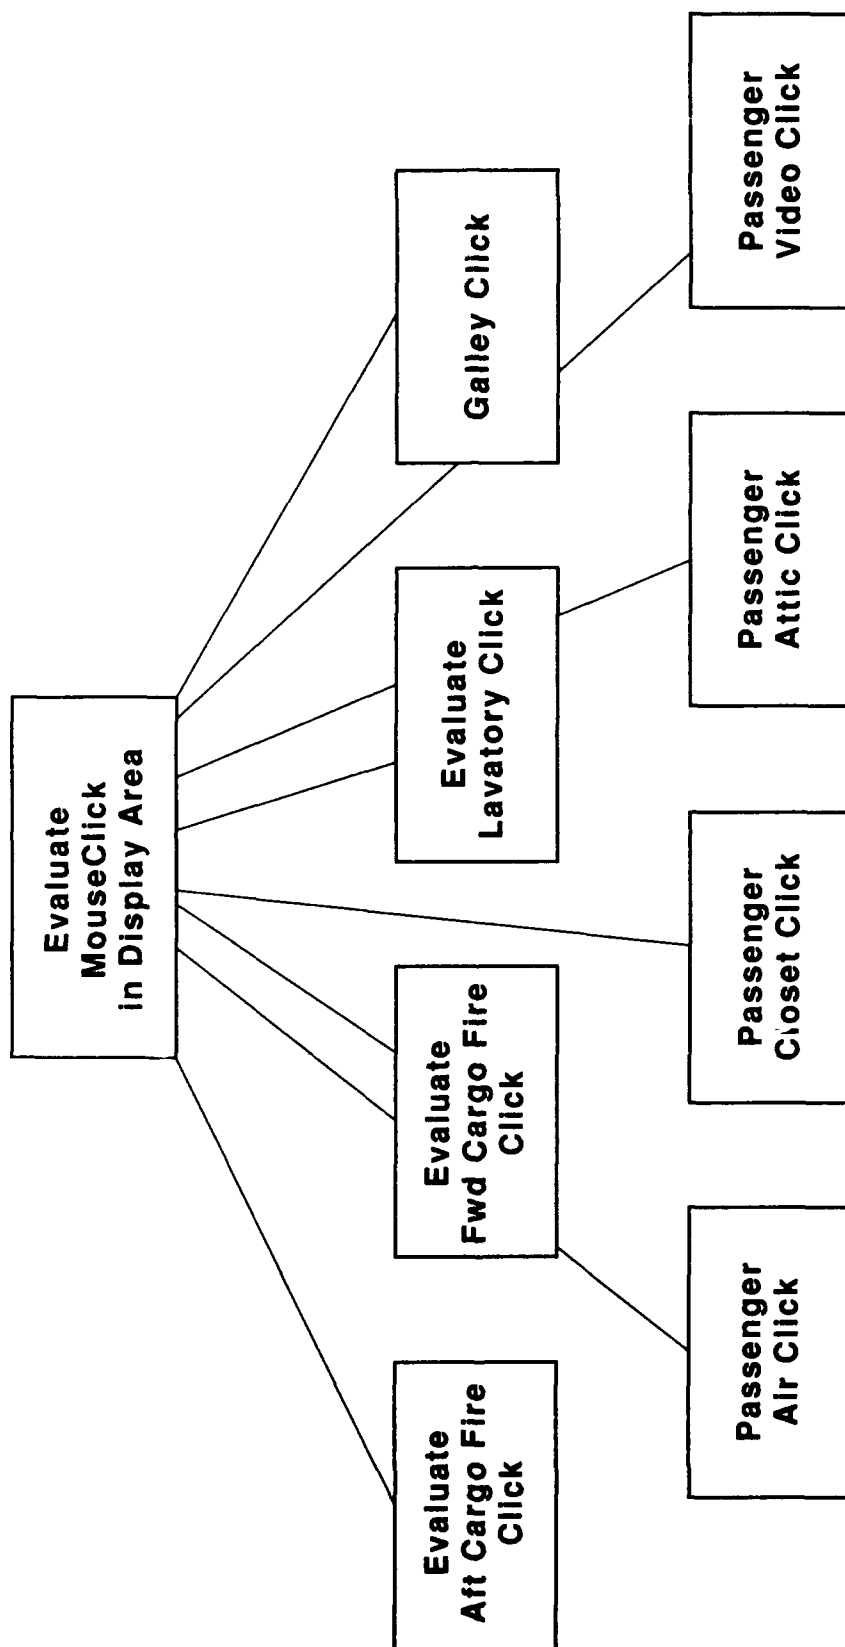 Evaluate
MouseClick
in Display Area
Evaluate
Aft Cargo Fire
Click
Evaluate
Fwd Cargo Fire
Click
Evaluate
Lavatory Click
Galley Click
Passenger
Air Click
Passenger
Closet Click
Passenger
Attic Click
Passenger
Video Click